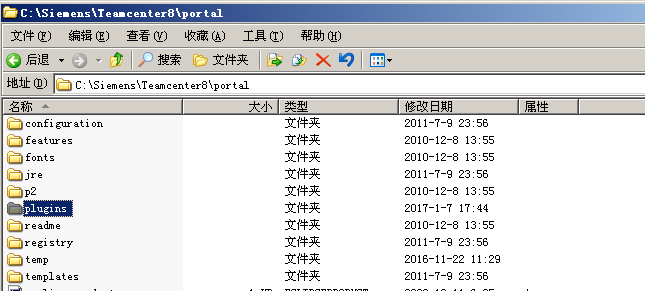 C:\Siemens\Teamcenter8\portal
文件(F) 编辑(E) 查看(V) 收藏(A) 工具(T) 帮助(H)
后退 搜索 文件夹
地址(D) C:\Siemens\Teamcenter8\portal
名称 大小 类型 修改日期 属性
configuration 文件夹 2011-7-9 23:56
features 文件夹 2010-12-8 13:55
fonts 文件夹 2010-12-8 13:55
jre 文件夹 2011-7-9 23:56
p2 文件夹 2010-12-8 13:55
plugins 文件夹 2017-1-7 17:44
readme 文件夹 2010-12-8 13:55
registry 文件夹 2011-7-9 23:56
temp 文件夹 2016-11-22 11:29
templates 文件夹 2011-7-9 23:56